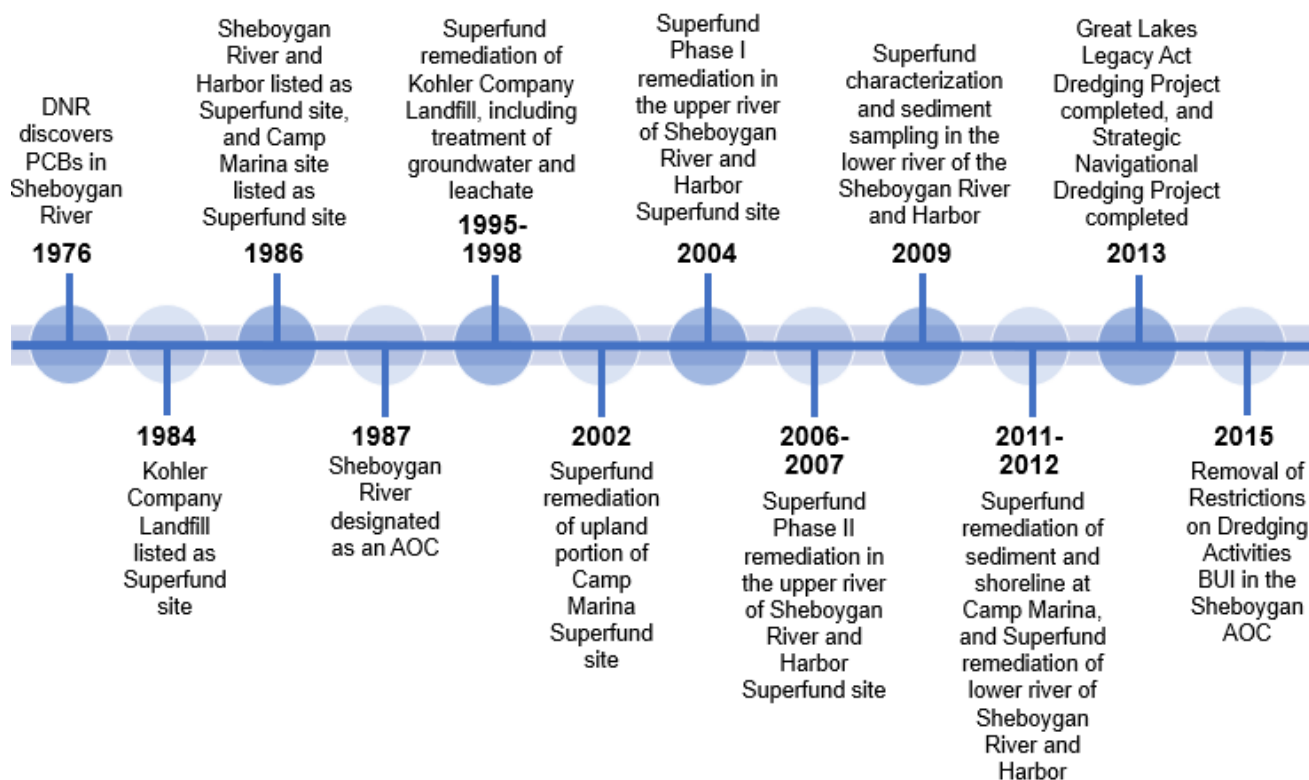 DNR
discovers
PCBs in
Sheboygan
River
1976
Kohler
Company
Landfill
listed as
Superfund
site
1984
Sheboygan
River and
Harbor listed as
Superfund site,
and Camp
Marina site
listed as
Superfund site
1986
1987
Sheboygan
River
designated
as an AOC
Superfund
remediation of
Kohler Company
Landfill, including
treatment of
groundwater and
leachate
1995-
1998
2002
Superfund
remediation
of upland
portion of
Camp
Marina
Superfund
site
Superfund
Phase I
remediation in
the upper river
of Sheboygan
River and
Harbor
Superfund site
2004
2006-
2007
Superfund
Phase II
remediation in
the upper river
of Sheboygan
River and
Harbor
Superfund site
Superfund
characterization
and sediment
sampling in the
lower river of the
Sheboygan River
and Harbor
2009
2011-
2012
Superfund
remediation of
sediment and
shoreline at
Camp Marina,
and Superfund
remediation of
lower river of
Sheboygan
River and
Harbor
Great Lakes
Legacy Act
Dredging Project
completed, and
Strategic
Navigational
Dredging Project
completed
2013
2015
Removal of
Restrictions
on Dredging
Activities
BUI in the
Sheboygan
AOC